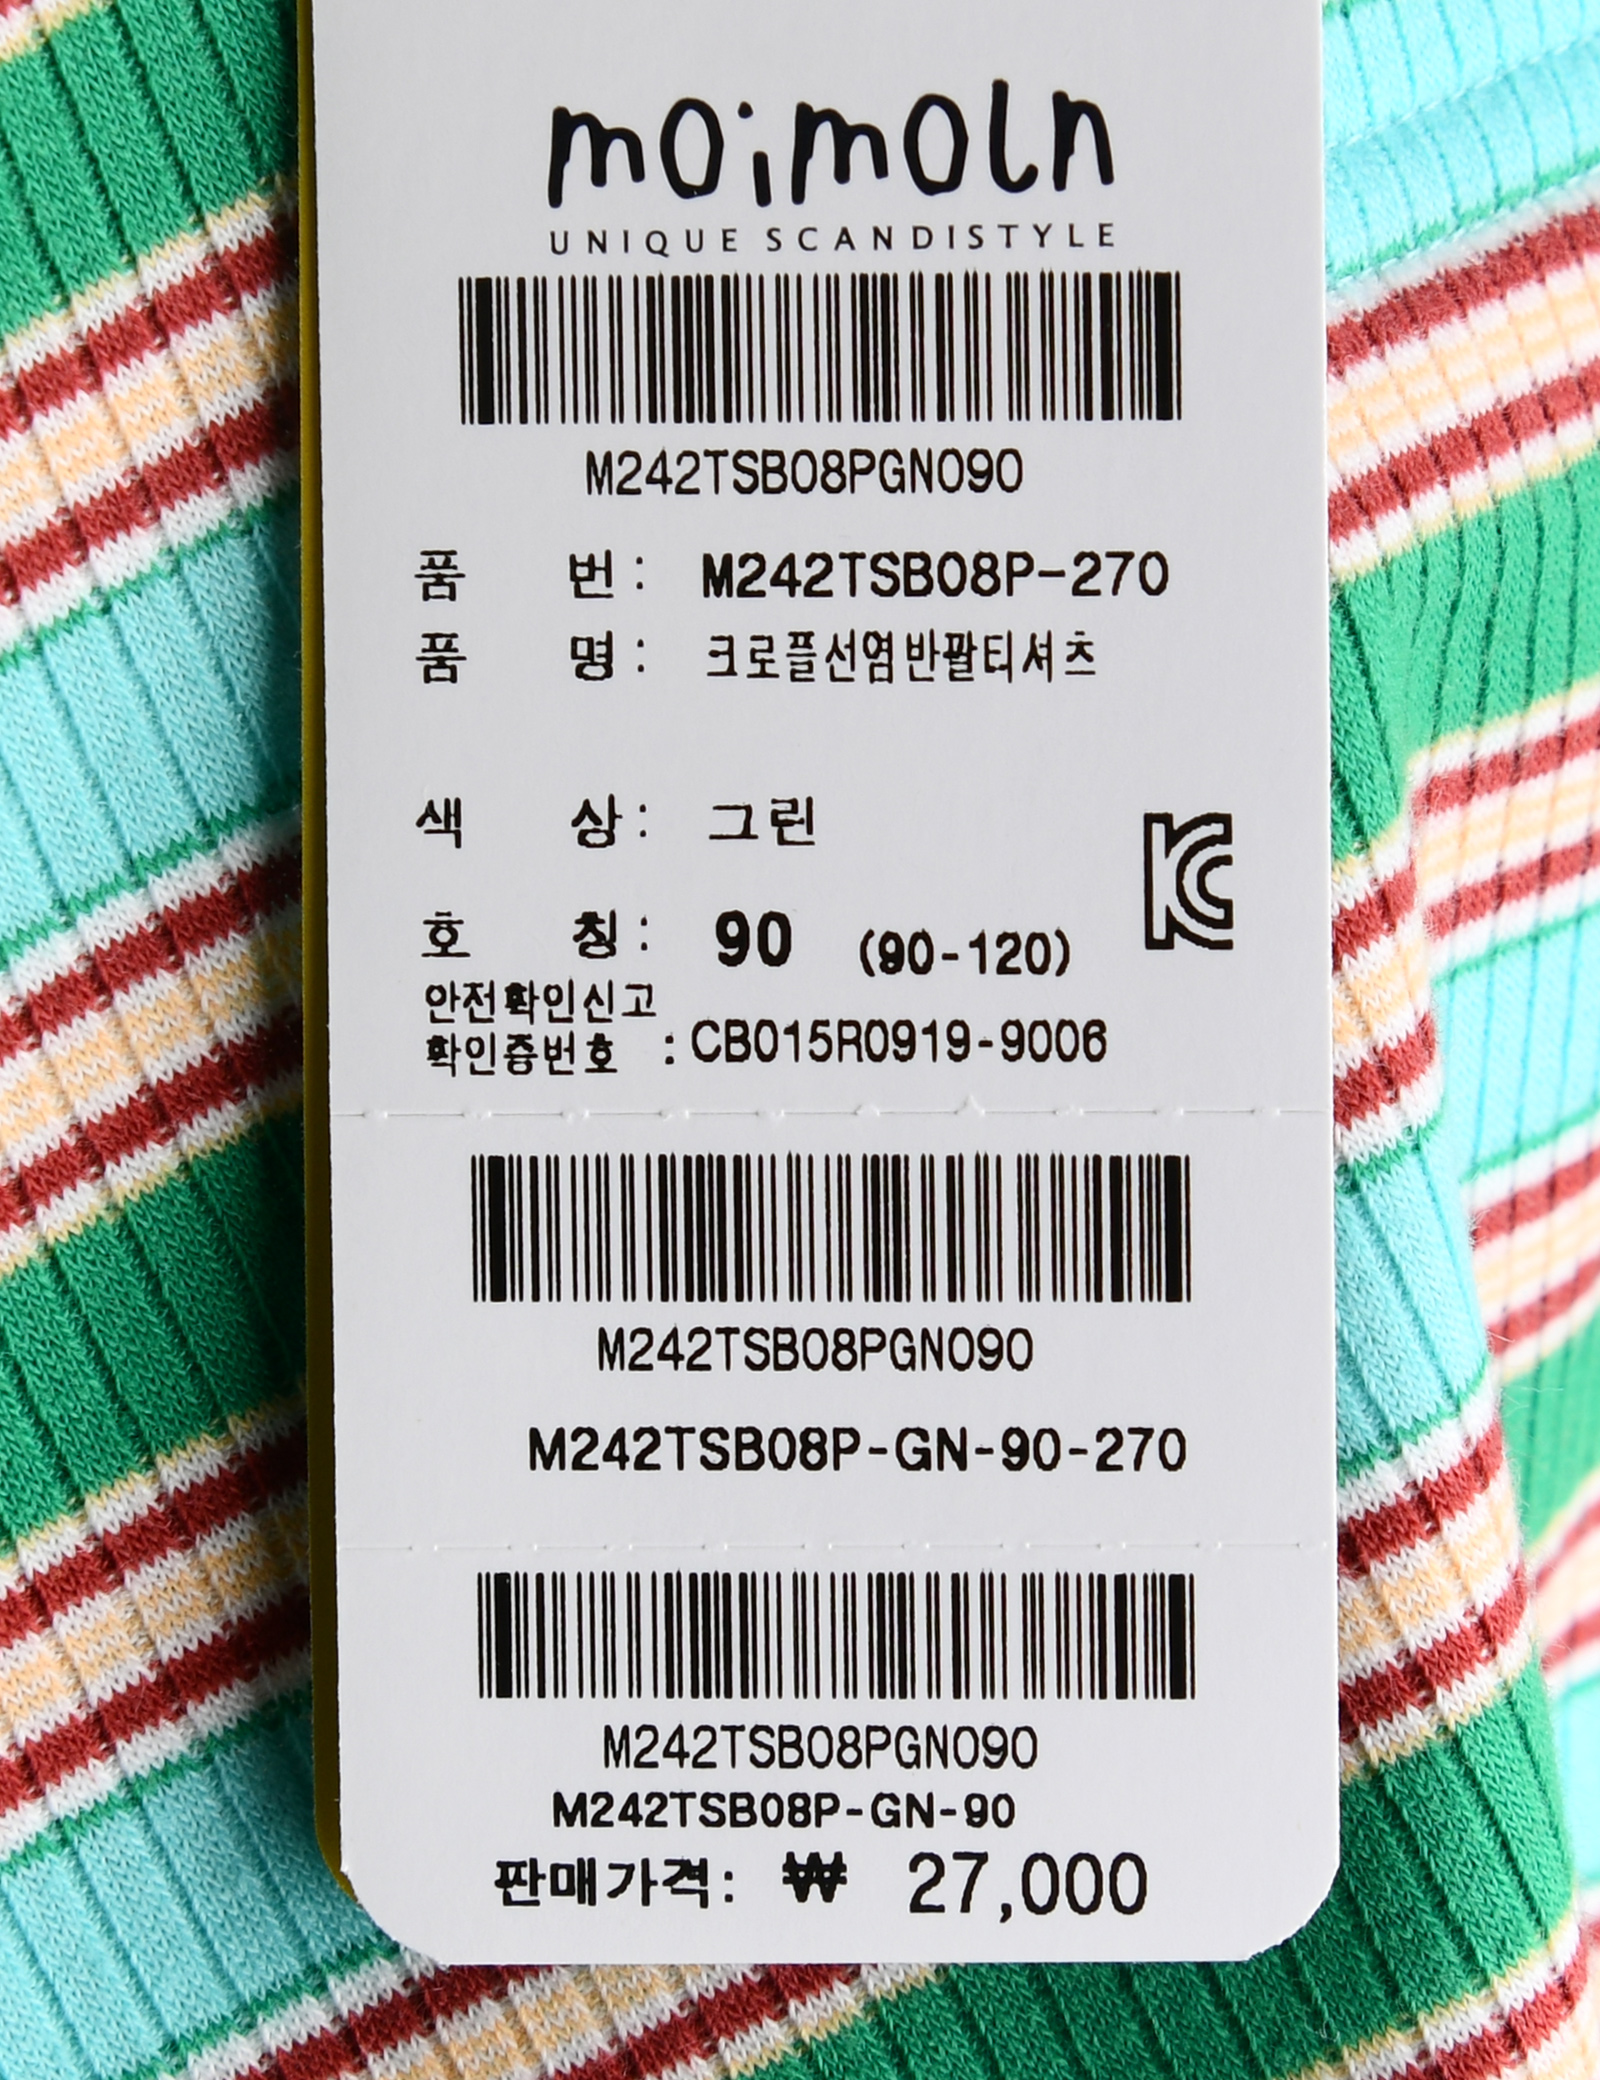 moimoln
UNIQUE SCANDISTYLE
M242TSB08PGN090
품 번 : M242TSB08P-270
품 명 : 크로플선염반팔티셔츠
색 상 : 그린
호 칭 : 90 (90-120)
안전확인신고
확인증번호 : CB015R0919-9006
M242TSB08PGN090
M242TSB08P-GN-90-270
M242TSB08PGN090
M242TSB08P-GN-90
판매가격: ₩ 27,000